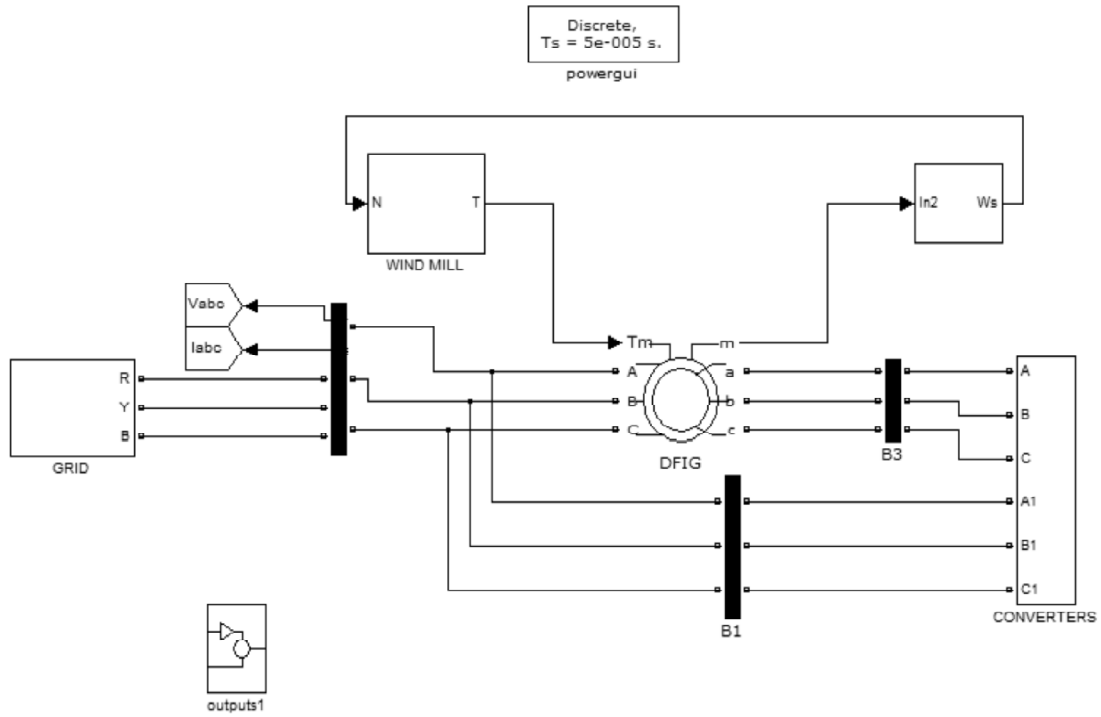 Discrete,
Ts = 5e-005 s.
powergui
N
T
WIND MILL
In2
Ws
Vabc
Iabc
Tm
m
A
B
C
a
b
c
DFIG
R
Y
B
GRID
B3
A
B
C
A1
B1
C1
CONVERTERS
B1
outputs1